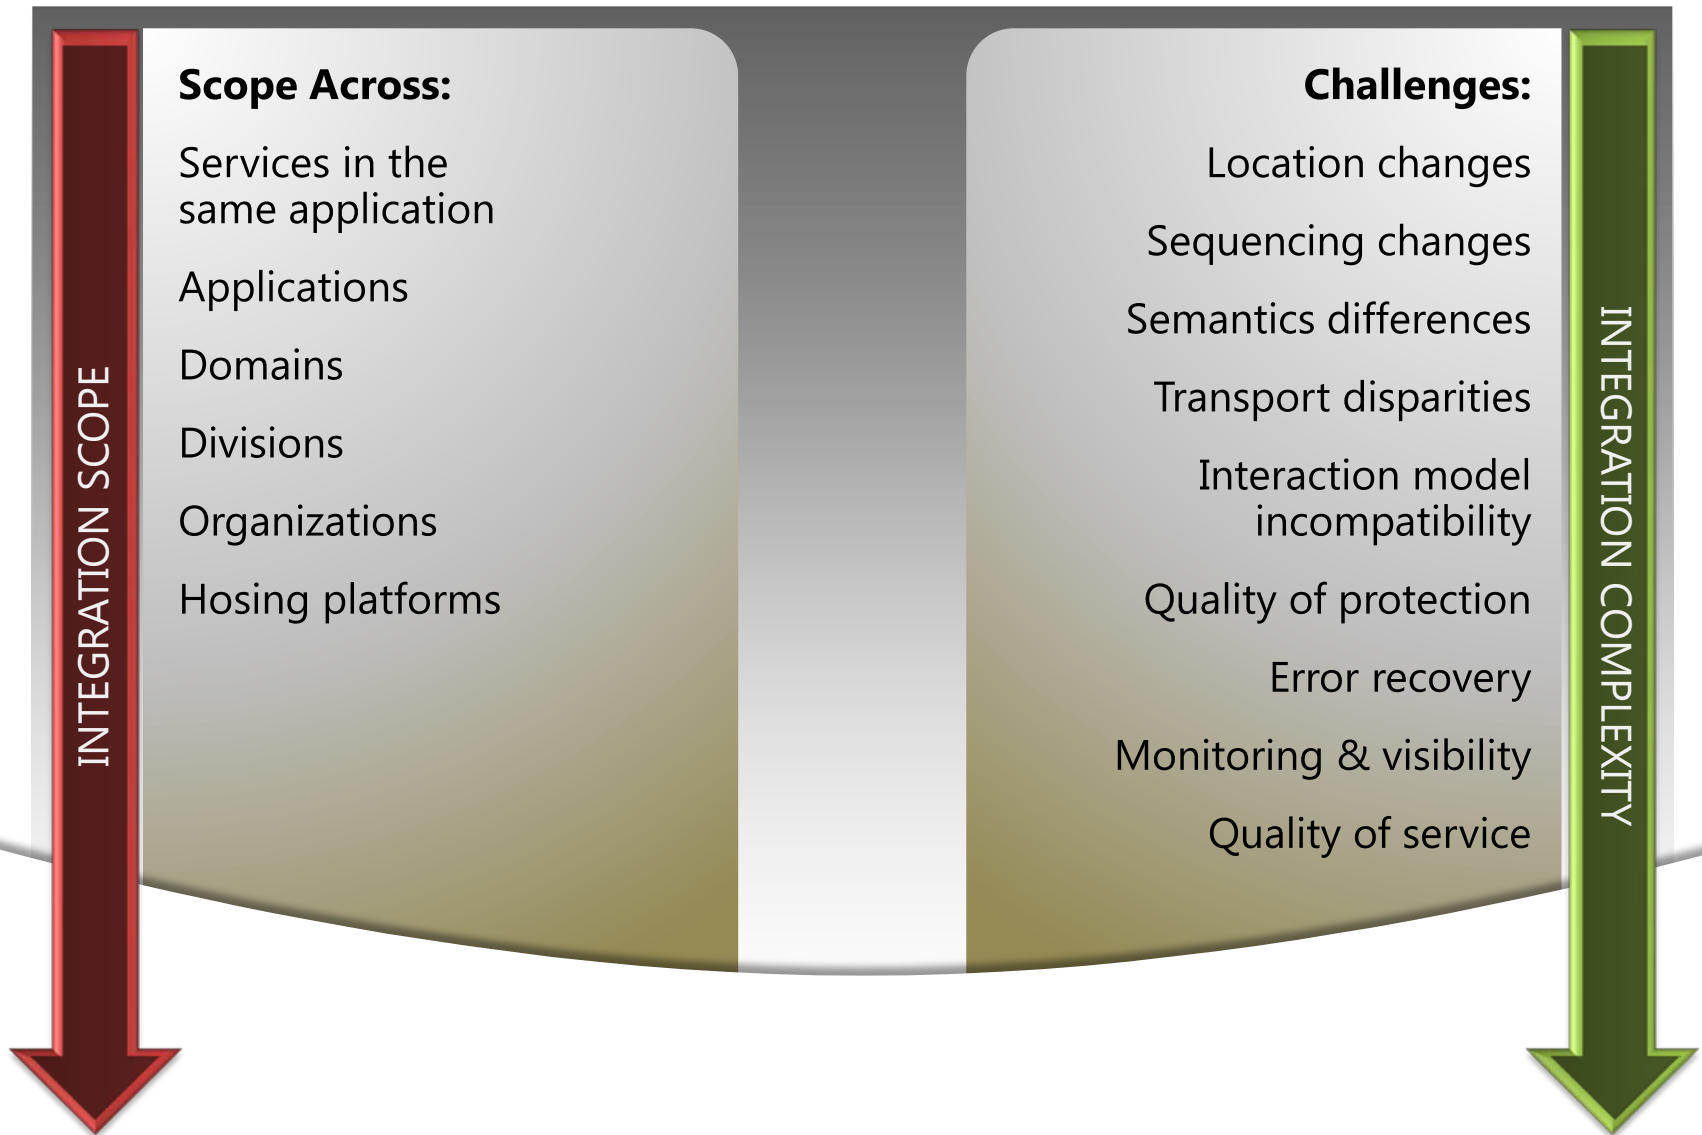 INTEGRATION SCOPE
Scope Across:
Services in the
same application
Applications
Domains
Divisions
Organizations
Hosing platforms
Challenges:
Location changes
Sequencing changes
Semantics differences
Transport disparities
Interaction model
incompatibility
Quality of protection
Error recovery
Monitoring & visibility
Quality of service
INTEGRATION COMPLEXITY